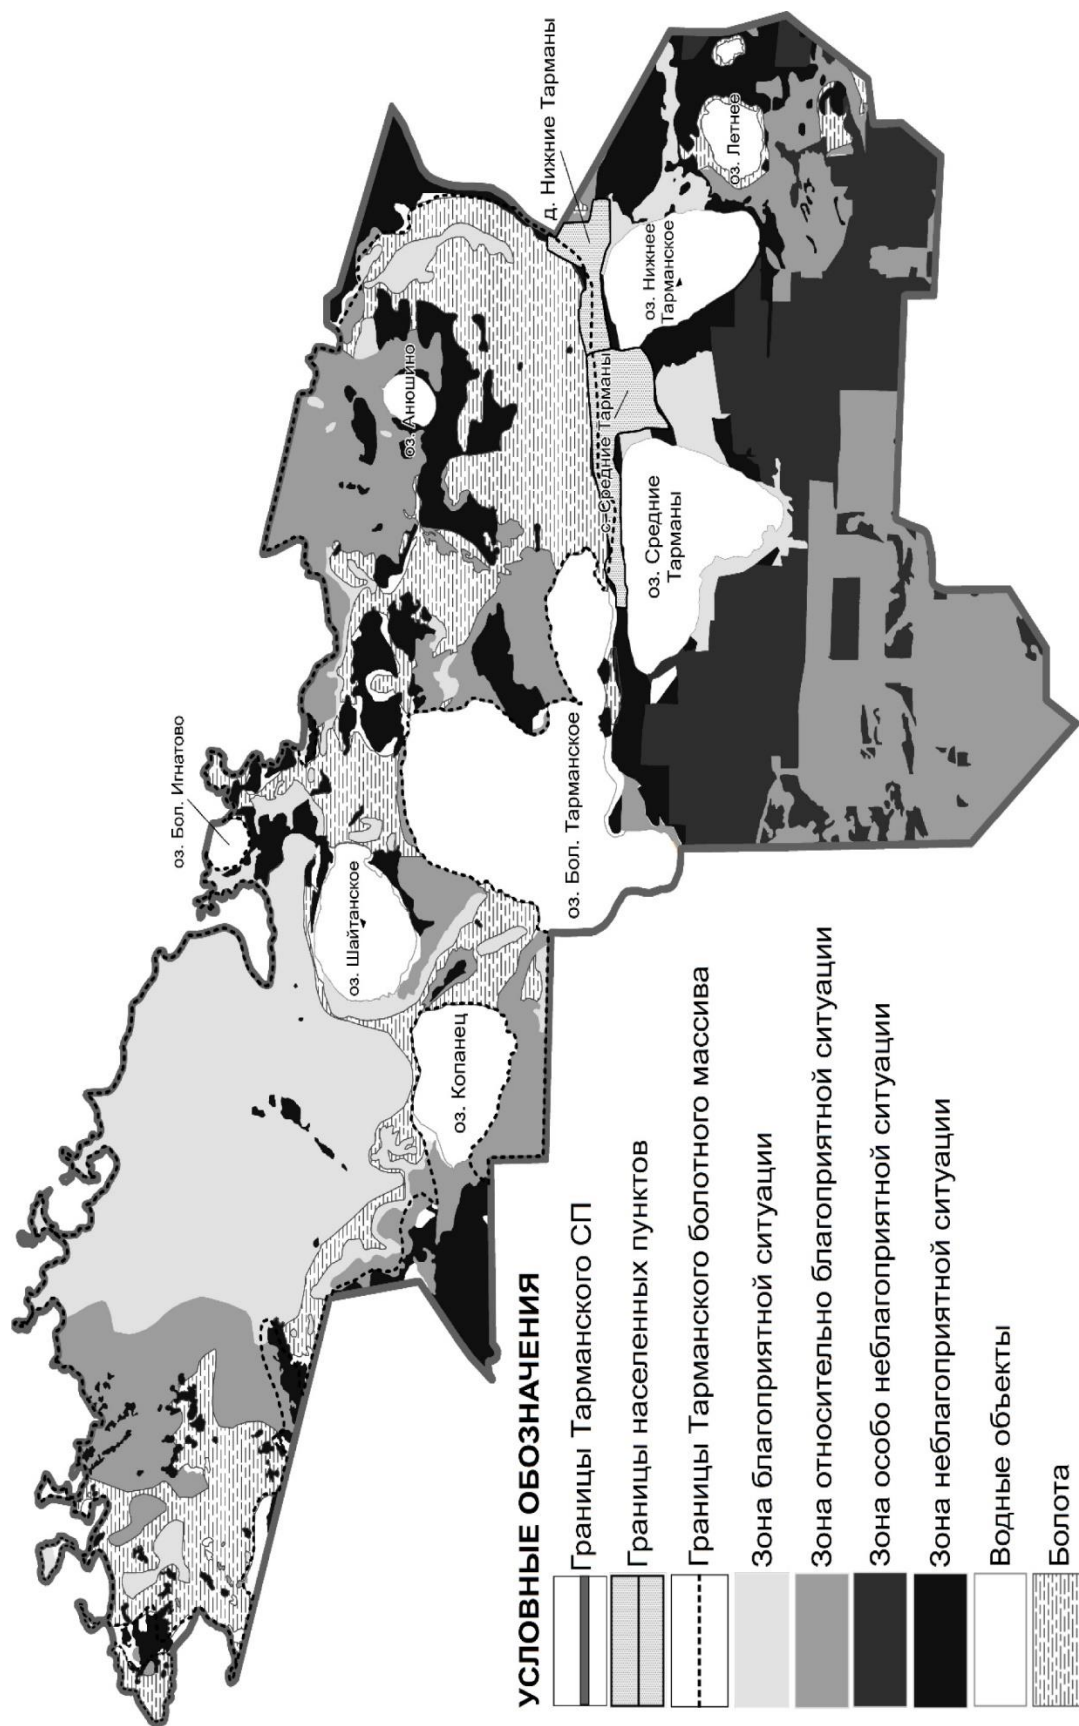 оз. Бол. Игнатово
оз. Шайтанское
оз. Копанец
оз. Бол. Тарманское
оз. Анюшино
с. Средние Тарманы
оз. Средние
Тарманы
д. Нижние Тарманы
оз. Нижнее
Тарманское
оз. Летнее
УСЛОВНЫЕ ОБОЗНАЧЕНИЯ
Границы Тарманского СП
Границы населенных пунктов
Границы Тарманского болотного массива
Зона благоприятной ситуации
Зона относительно благоприятной ситуации
Зона особо неблагоприятной ситуации
Зона неблагоприятной ситуации
Водные объекты
Болота